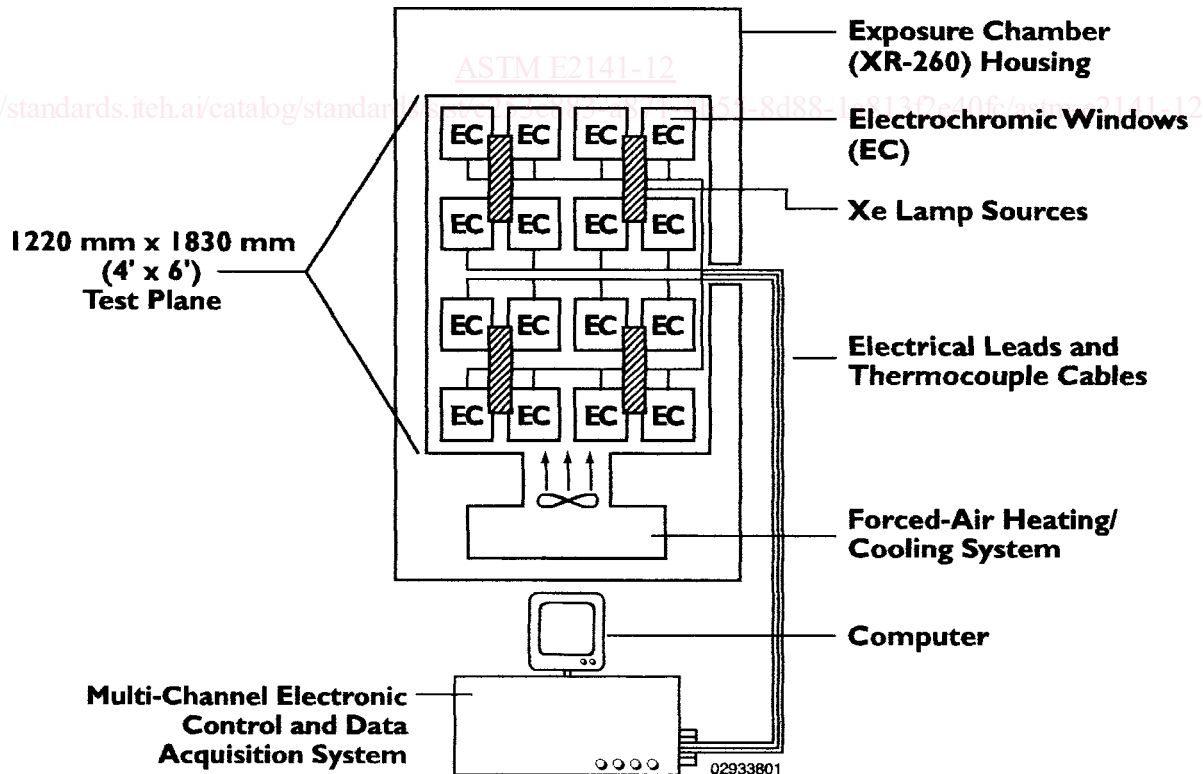 Exposure Chamber
(XR-260) Housing
ASTM E2141-12
Electrochromic Windows
(EC)
EC EC EC EC
Xe Lamp Sources
EC EC EC EC
1220 mm x 1830 mm
(4' x 6')
Test Plane
EC EC EC EC
Electrical Leads and
Thermocouple Cables
EC EC EC EC
Forced-Air Heating/
Cooling System
Computer
Multi-Channel Electronic
Control and Data
Acquisition System
02933801